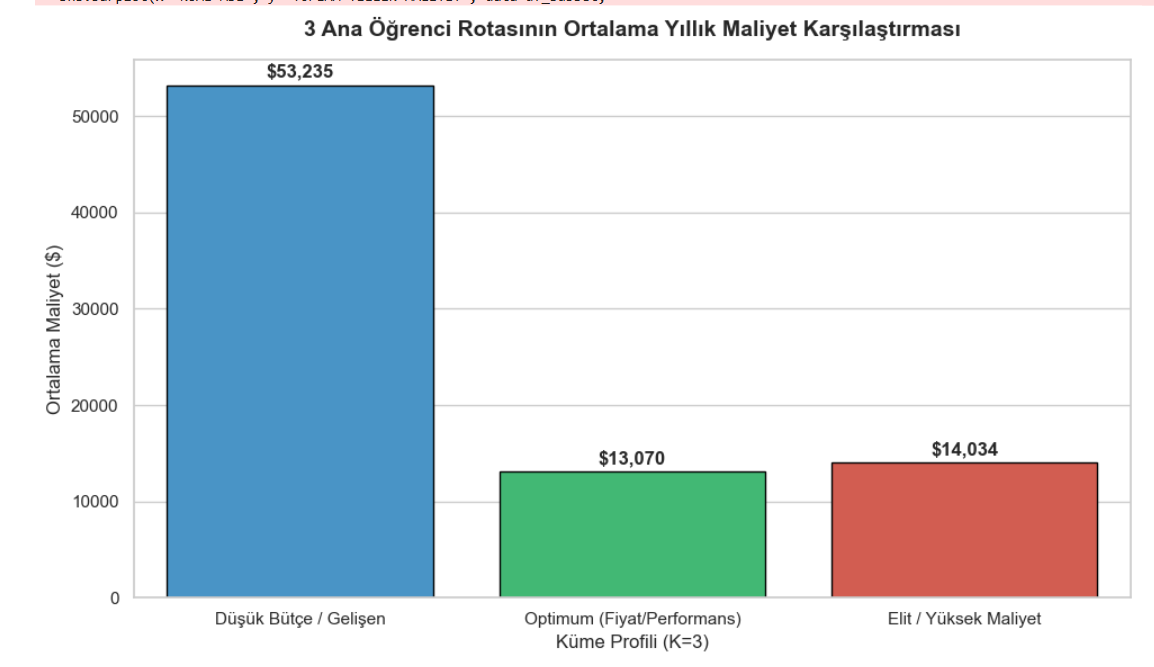 3 Ana Öğrenci Rotasının Ortalama Yıllık Maliyet Karşılaştırması
$53,235
50000
40000
30000
20000
10000
0
Ortalama Maliyet ($)
$13,070
$14,034
Düşük Bütçe / Gelişen
Optimum (Fiyat/Performans)
Elit / Yüksek Maliyet
Küme Profili (K=3)